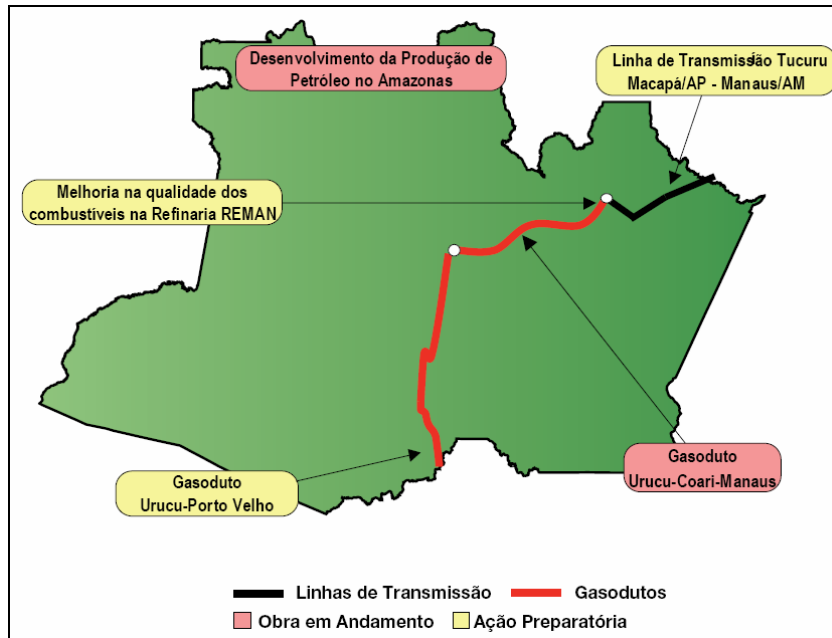 Desenvolvimento da Produção de
Petróleo no Amazonas
Linha de Transmissão Tucuru
Macapá/AP - Manaus/AM
Melhoria na qualidade dos
combustíveis na Refinaria REMAN
Gasoduto
Urucu-Porto Velho
Gasoduto
Urucu-Coari-Manaus
Linhas de Transmissão
Gasodutos
Obra em Andamento
Ação Preparatória